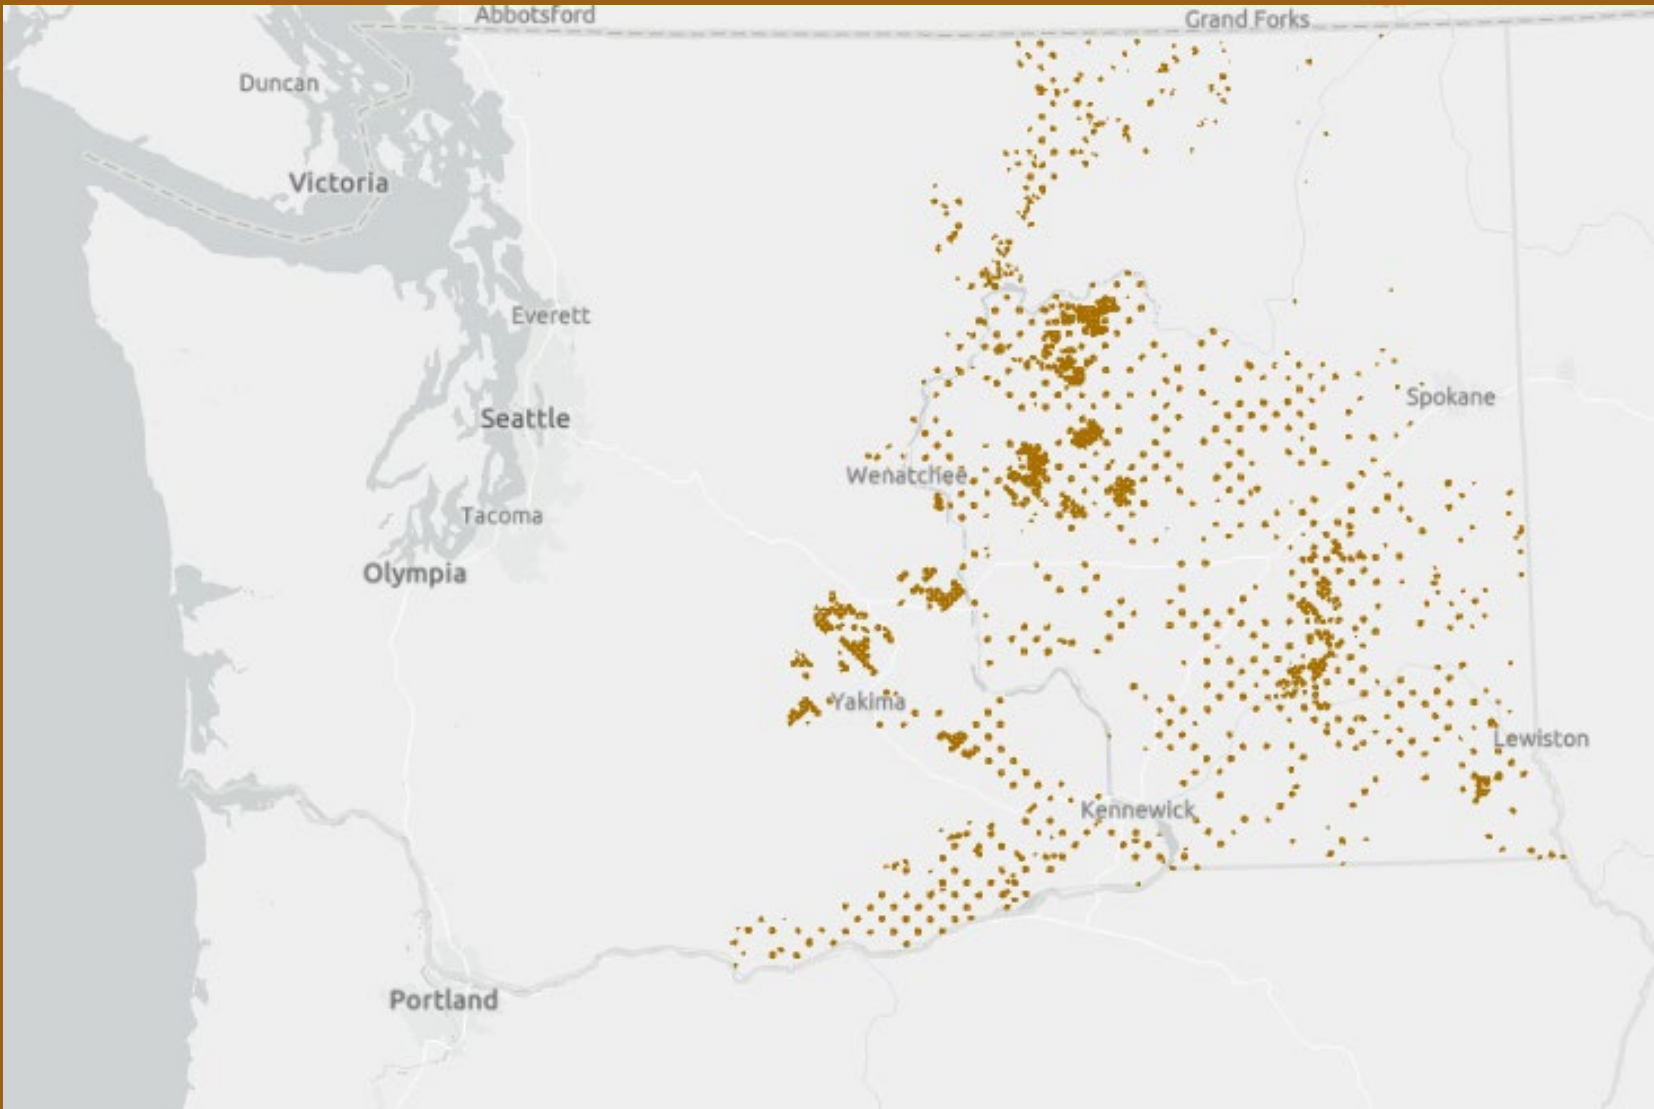 Abbotsford
Grand Forks
Duncan
Victoria
Everett
Spokane
Seattle
Wenatchee
Tacoma
Olympia
Yakima
Lewiston
Kennewick
Portland